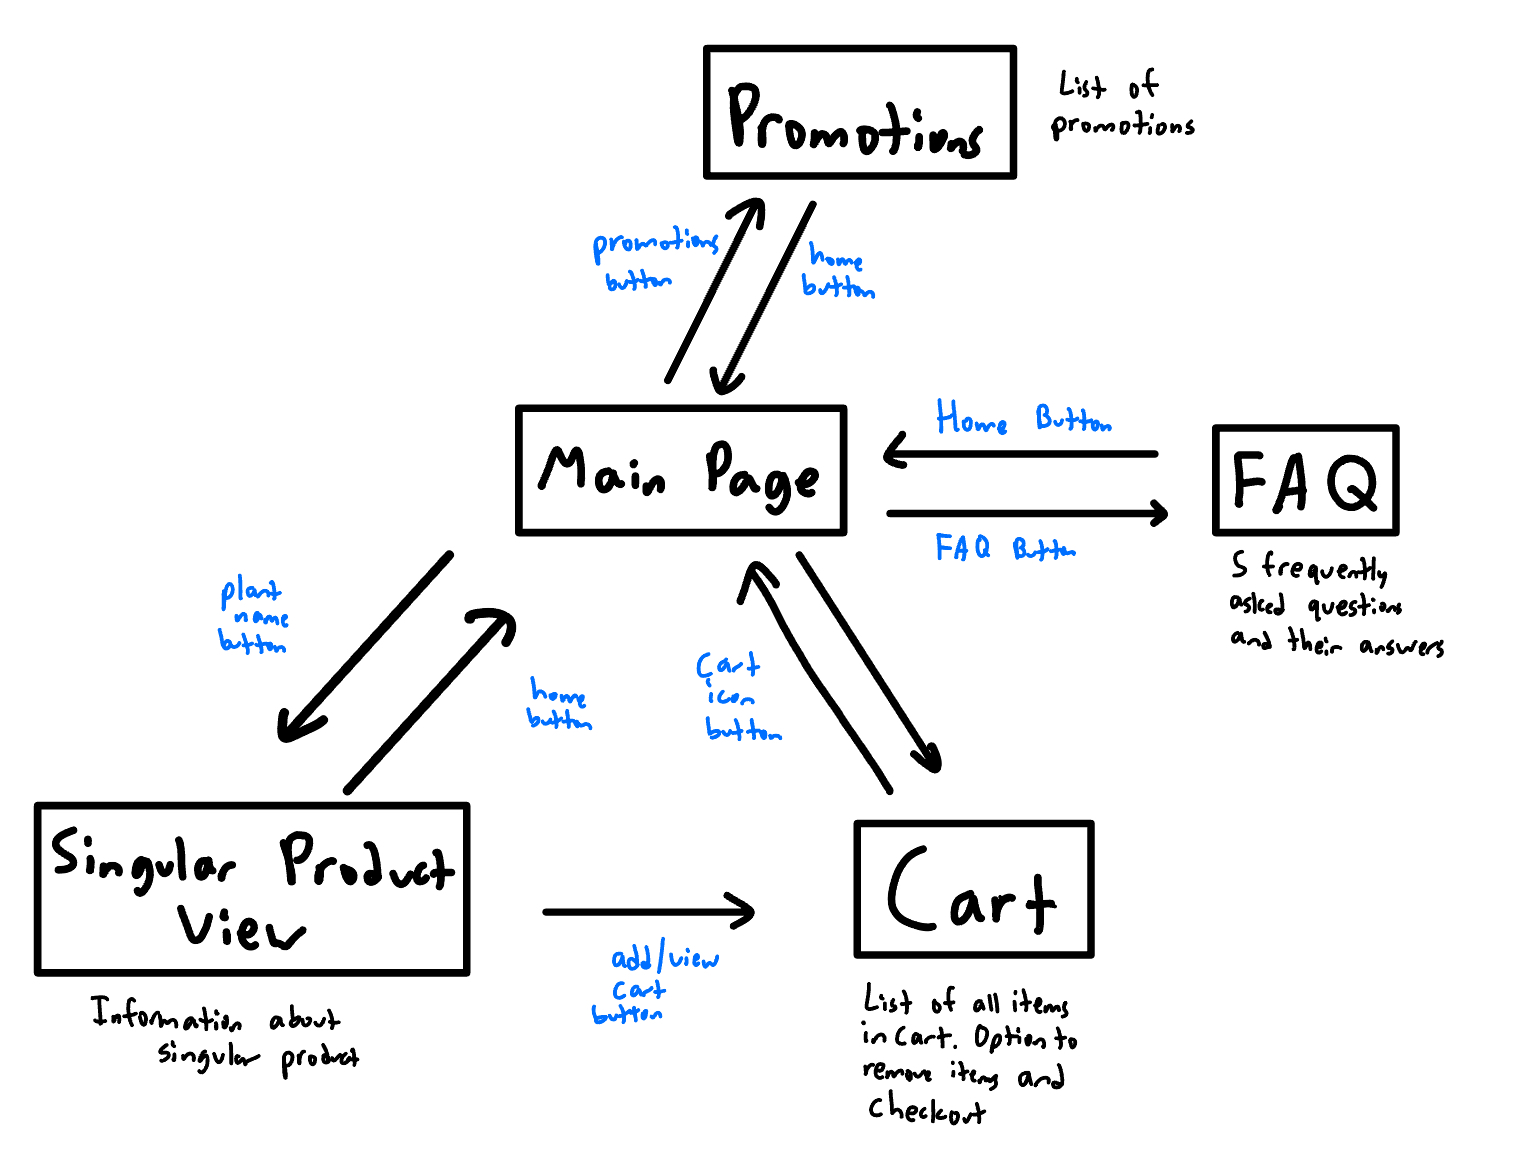 Promotions
List of
promotions
promotions
button
home
button
Main Page
Home Button
FAQ Button
FAQ
5 frequently
asked questions
and their answers
plant
name
button
home
button
Cart
icon
button
Singular Product
View
Information about
singular product
add/view
cart
button
Cart
List of all items
in cart. Option to
remove items and
checkout